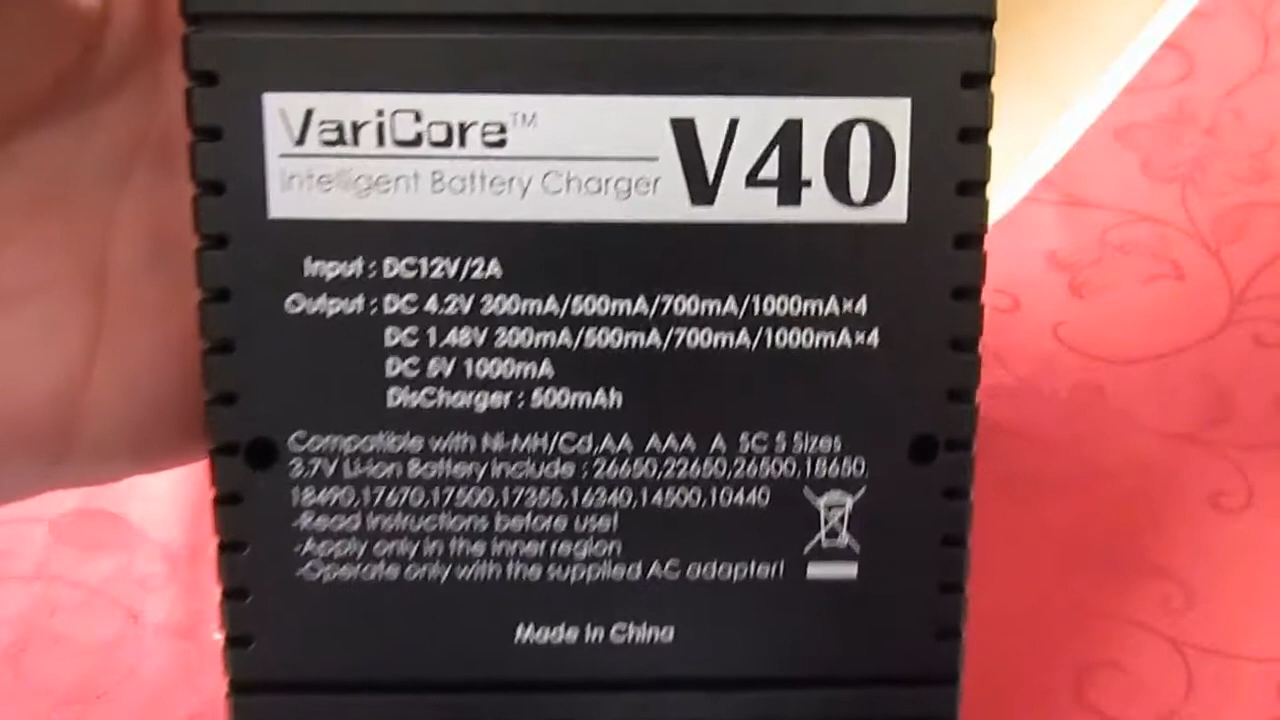 VariCore™
Intelligent Battery Charger
V40
Input : DC12V/2A
Output : DC 4.2V 300mA/500mA/700mA/1000mA×4
DC 1.48V 300mA/500mA/700mA/1000mA×4
DC 5V 1000mA
DisCharger : 500mAh
Compatible with Ni-MH/Cd,AA AAA A SC S Sizes
3.7V Li-ion Battery include : 26650,22650,26500,18650,
18490,17670,17500,17355,16340,14500,10440
-Read instructions before use!
-Apply only in the inner region
-Operate only with the supplied AC adapter!
Made in China